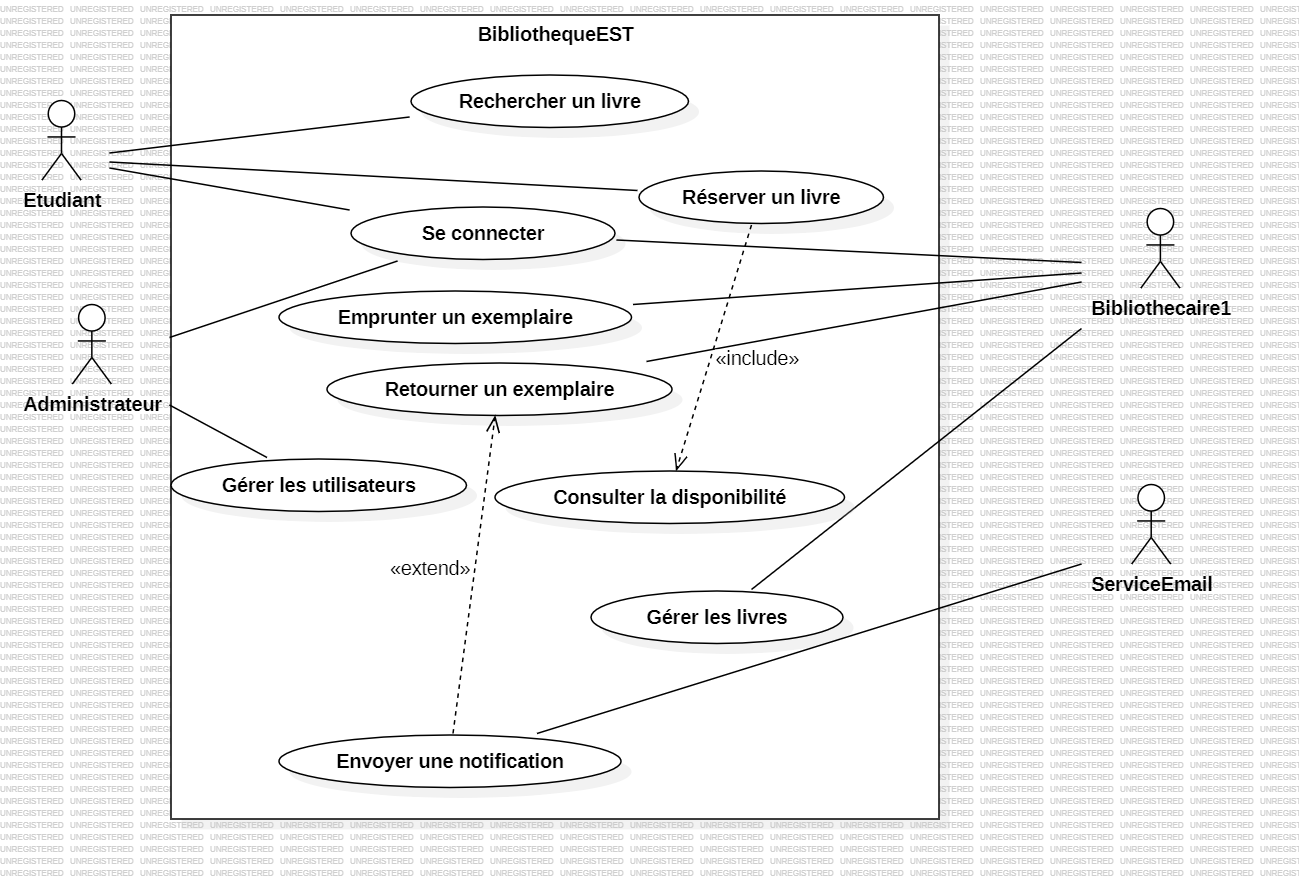 BibliothequeEST
Rechercher un livre
Etudiant
Réserver un livre
Se connecter
Bibliothecaire1
Emprunter un exemplaire
«include»
Retourner un exemplaire
Administrateur
Gérer les utilisateurs
Consulter la disponibilité
«extend»
ServiceEmail
Gérer les livres
Envoyer une notification
UNREGISTERED